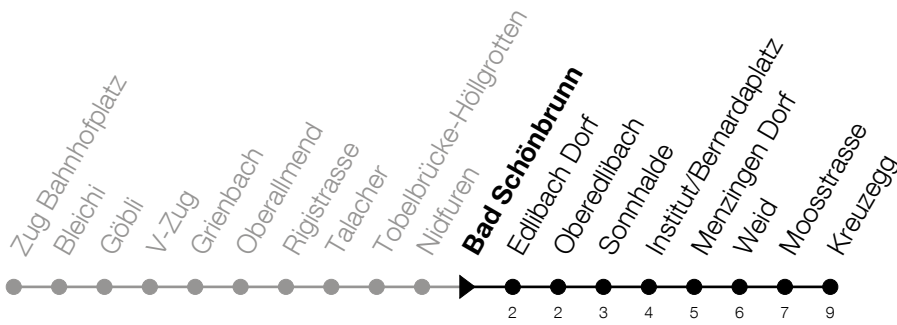 Zug Bahnhofplatz
Bleichi
Göbli
V-Zug
Grienbach
Oberallmend
Rigistrasse
Talacher
Tobelbrücke-Höllgrotten
Nidfuren
Bad Schönbrunn
Edlibach Dorf
Oberedlibach
Sonnhalde
Institut/Bernardaplatz
Menzingen Dorf
Weid
Moosstrasse
Kreuzegg
2 2 3 4 5 6 7 9